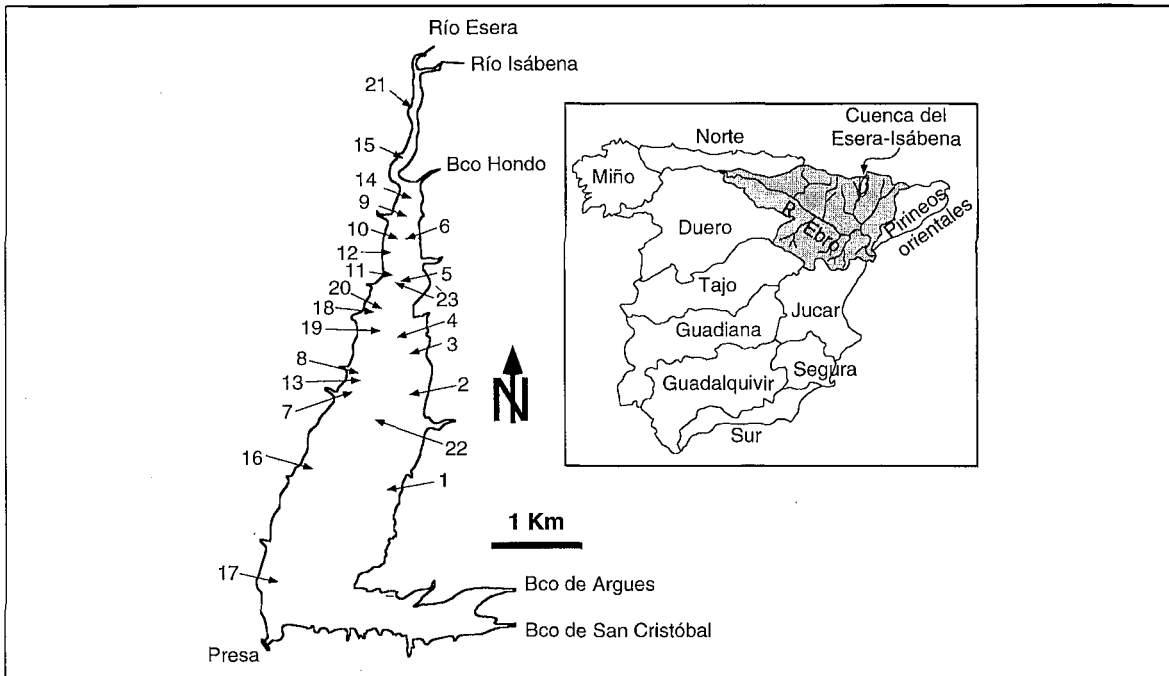 Río Esera
Río Isábena
21
15
Bco Hondo
14
9
10
6
12
11
5
20
23
18
4
19
3
8
13
2
7
22
16
1
N
1 Km
17
Bco de Argues
Bco de San Cristóbal
Presa
Cuenca del
Esera-Isábena
Norte
Miño
Duero
R. Ebro
Pirineos
orientales
Tajo
Jucar
Guadiana
Segura
Guadalquivir
Sur